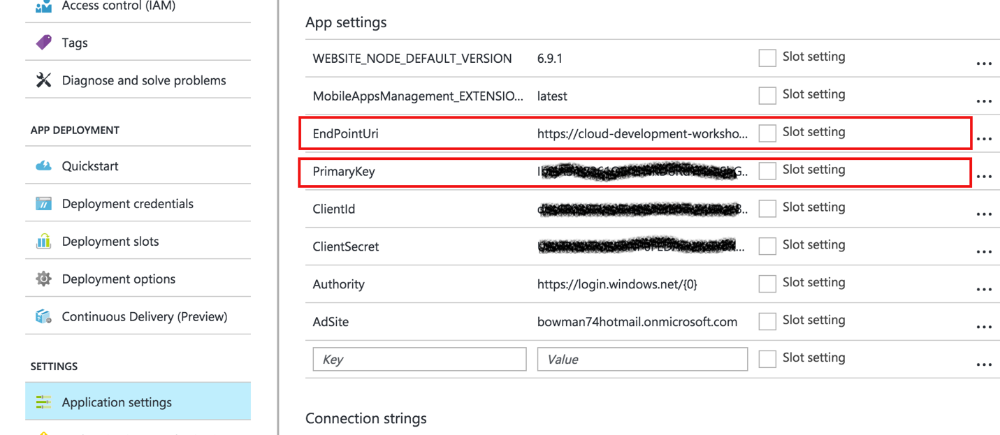 Access control (IAM)
Tags
Diagnose and solve problems
APP DEPLOYMENT
Quickstart
Deployment credentials
Deployment slots
Deployment options
Continuous Delivery (Preview)
SETTINGS
Application settings
App settings
WEBSITE_NODE_DEFAULT_VERSION 6.9.1 Slot setting ...
MobileAppsManagement_EXTENSIO... latest Slot setting ...
EndPointUri https://cloud-development-worksho... Slot setting ...
PrimaryKey Slot setting ...
ClientId Slot setting ...
ClientSecret Slot setting ...
Authority https://login.windows.net/{0} Slot setting ...
AdSite bowman74hotmail.onmicrosoft.com Slot setting ...
Key Value Slot setting ...
Connection strings